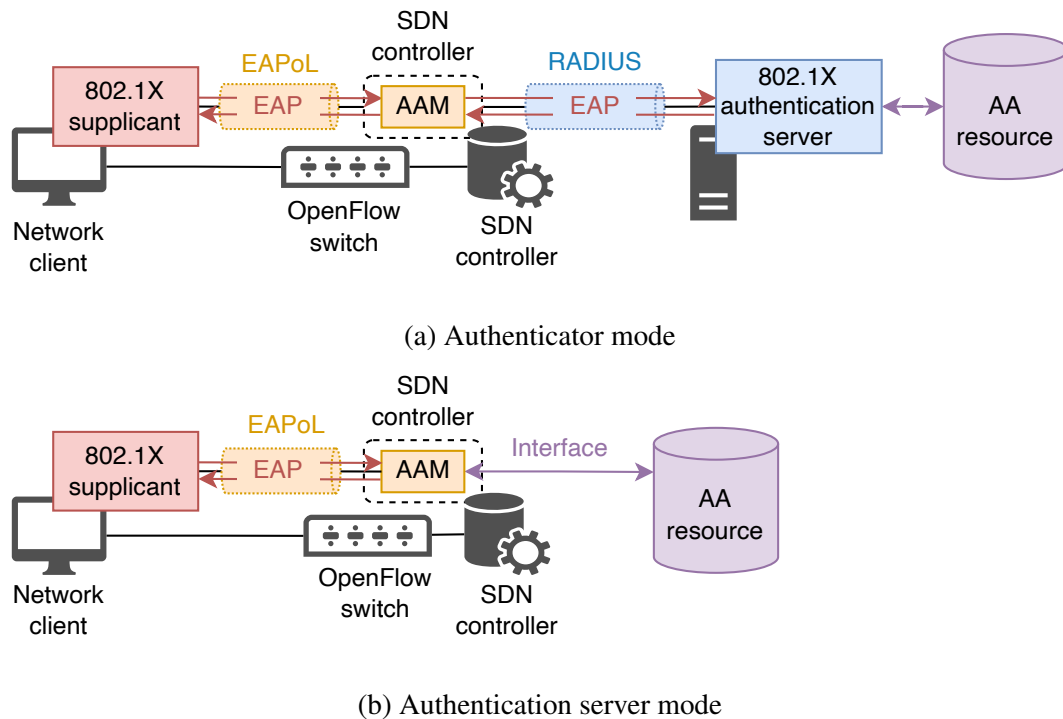 SDN
controller
EAPoL
RADIUS
802.1X
supplicant
EAP
AAM
EAP
802.1X
authentication
server
AA
resource
Network
client
OpenFlow
switch
SDN
controller
(a) Authenticator mode
SDN
controller
EAPoL
Interface
802.1X
supplicant
EAP
AAM
AA
resource
Network
client
OpenFlow
switch
SDN
controller
(b) Authentication server mode